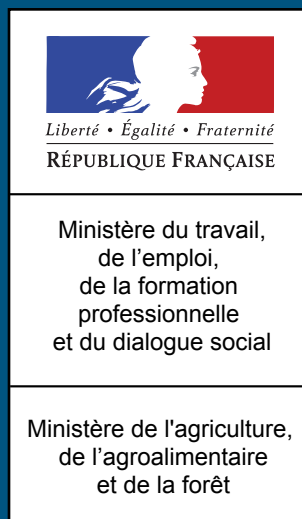 Liberté • Égalité • Fraternité
RÉPUBLIQUE FRANÇAISE
Ministère du travail,
de l’emploi,
de la formation
professionnelle
et du dialogue social
Ministère de l'agriculture,
de l’agroalimentaire
et de la forêt